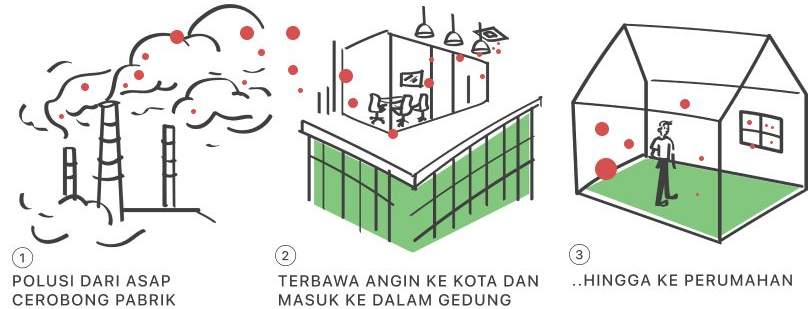 1
POLUSI DARI ASAP
CEROBONG PABRIK
2
TERBAWA ANGIN KE KOTA DAN
MASUK KE DALAM GEDUNG
3
..HINGGA KE PERUMAHAN